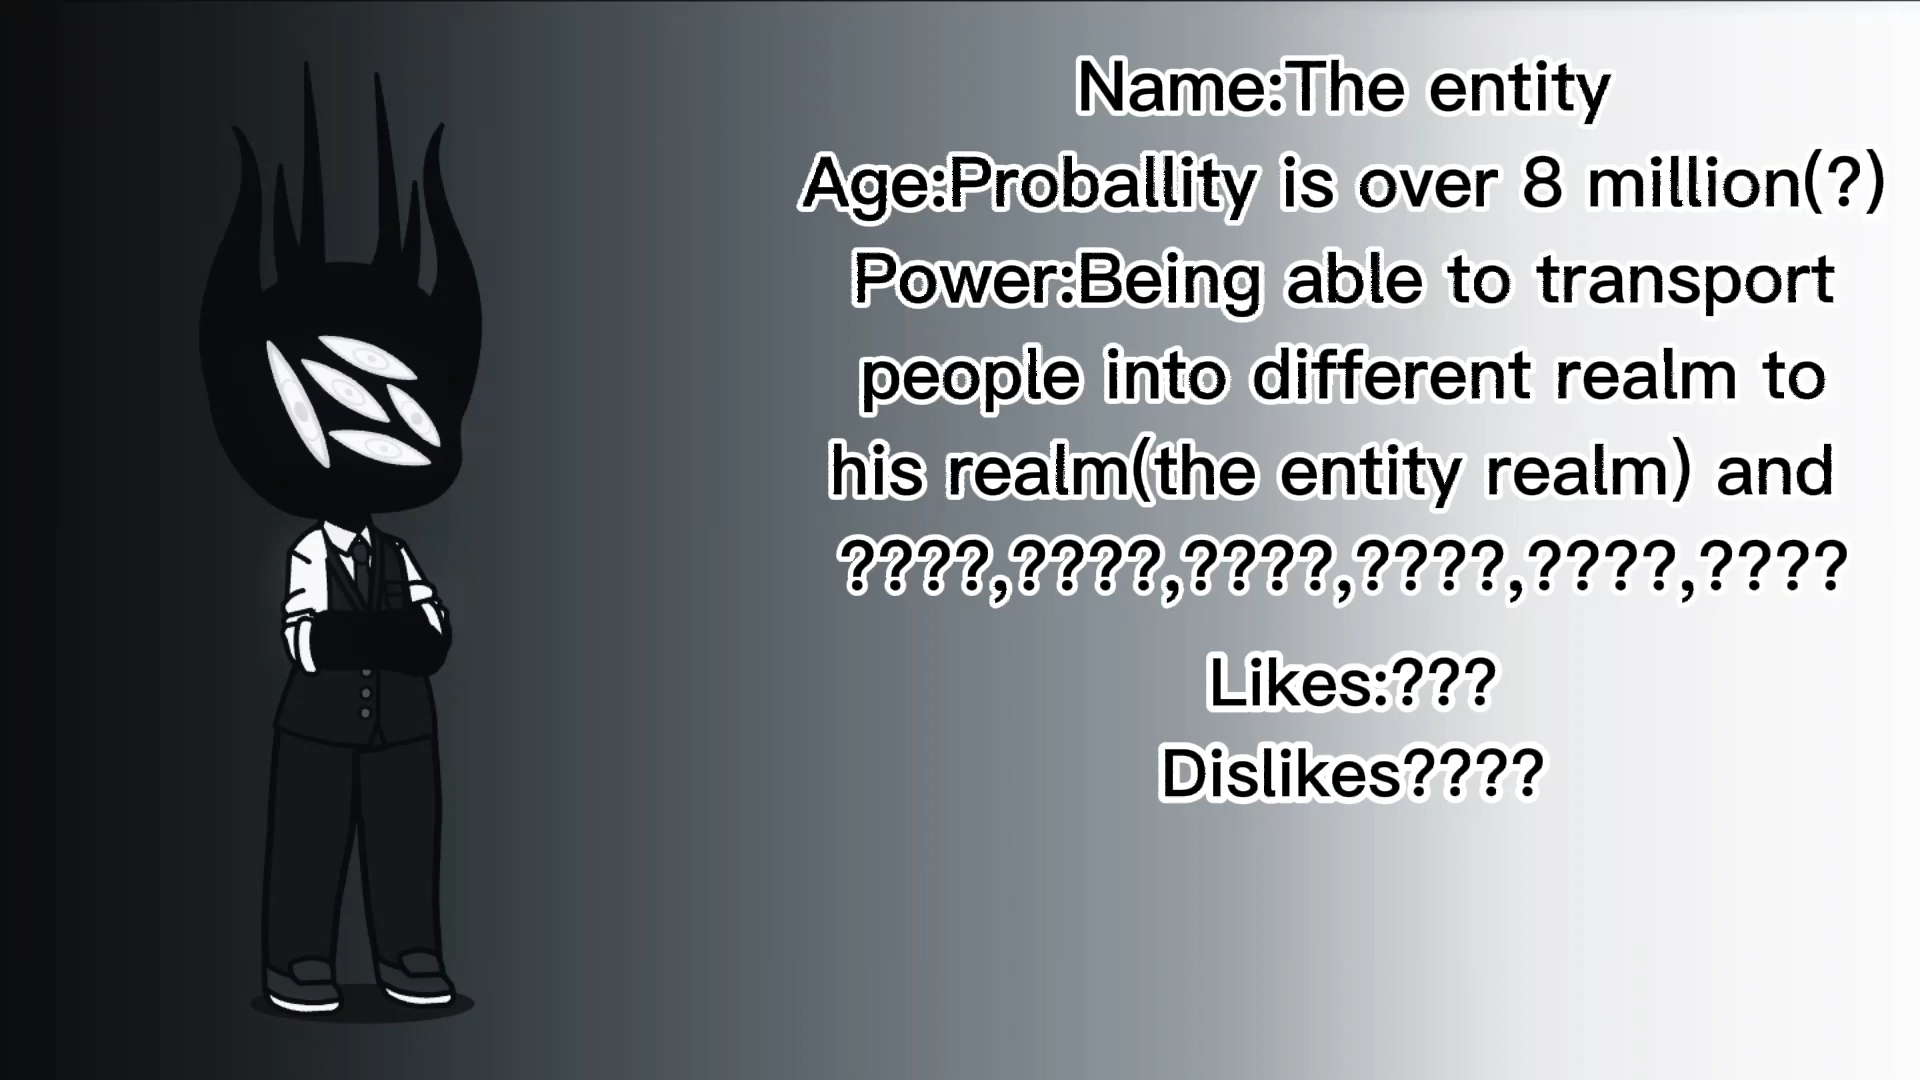 Name:The entity
Age:Proballity is over 8 million(?)
Power:Being able to transport
people into different realm to
his realm(the entity realm) and
????,????,????,????,????,????
Likes:???
Dislikes????